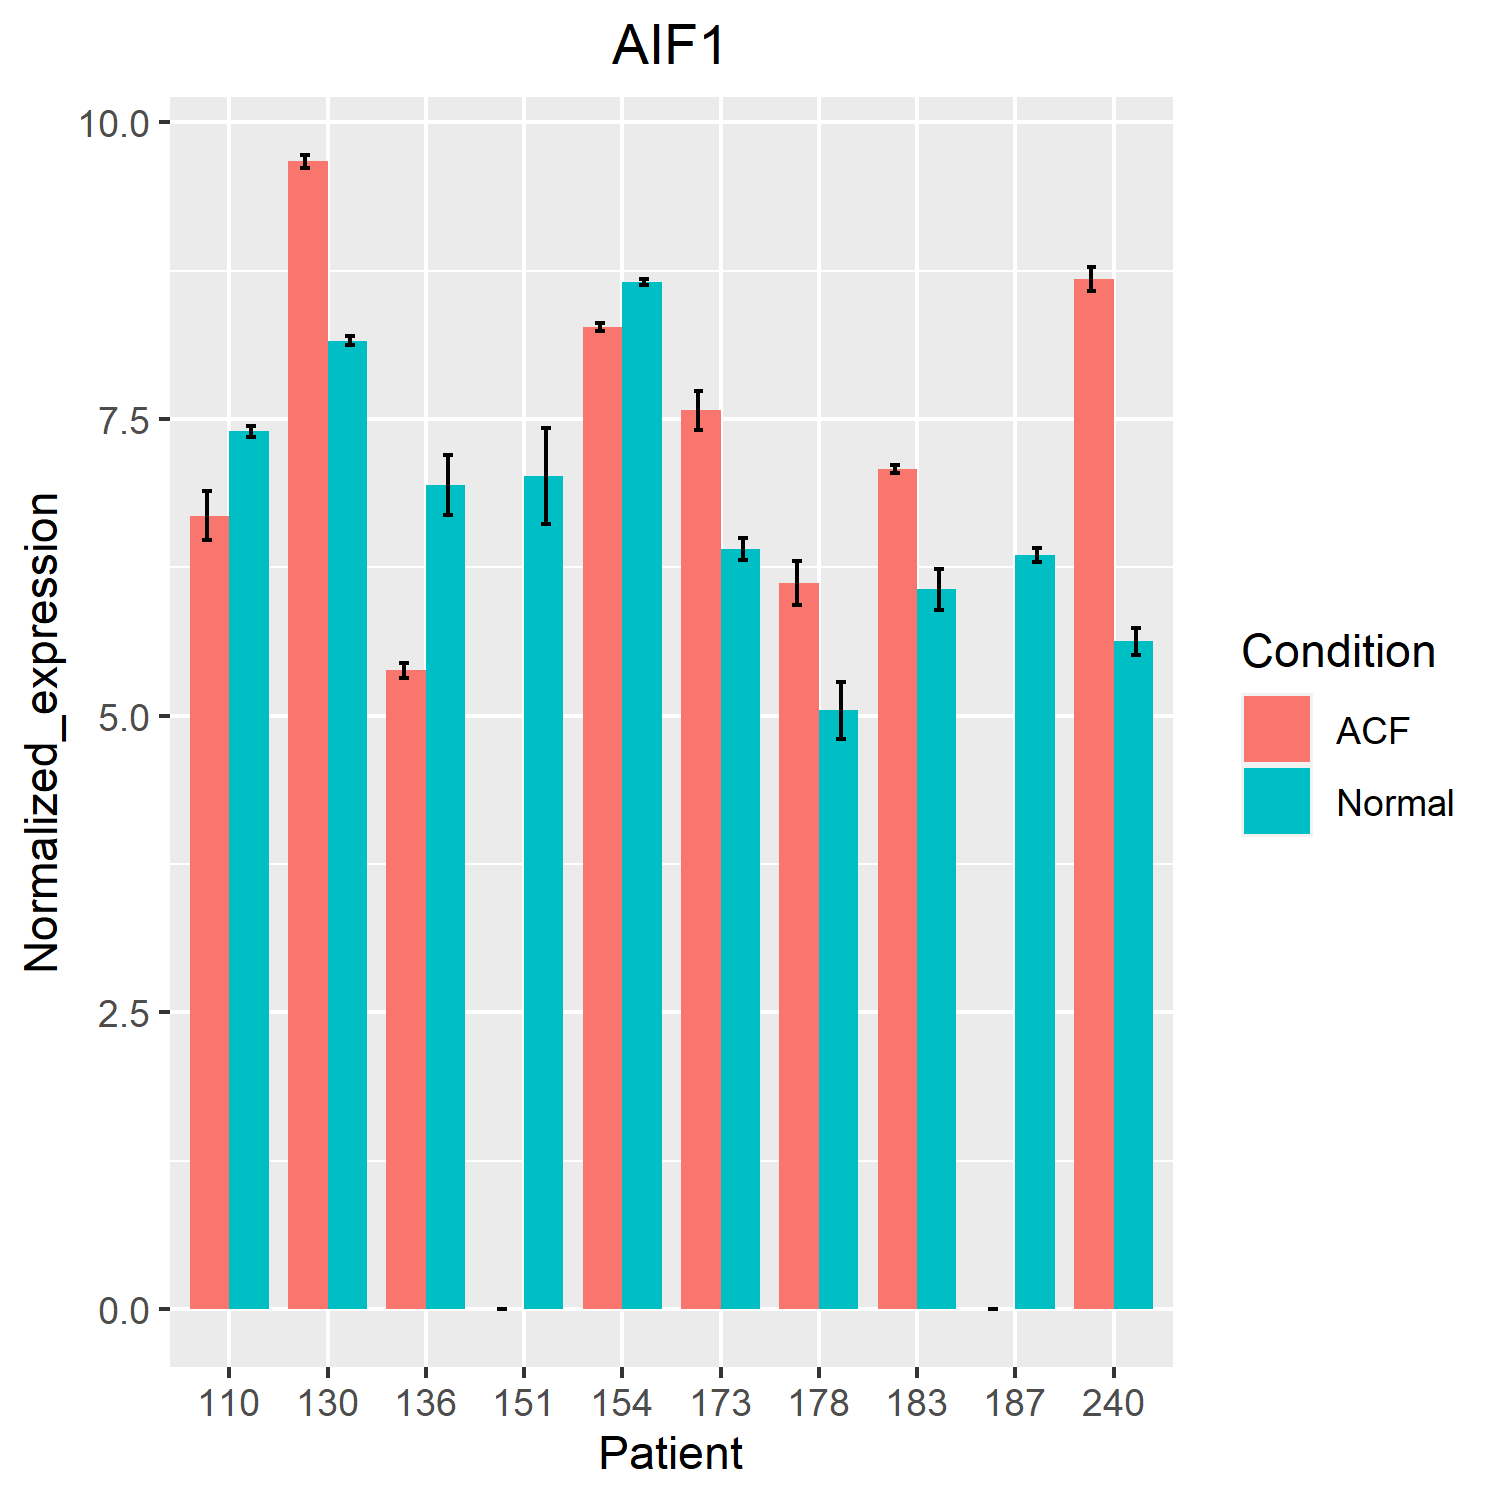 AIF1
10.0
7.5
5.0
2.5
0.0
Normalized_expression
110 130 136 151 154 173 178 183 187 240
Patient
Condition
ACF
Normal